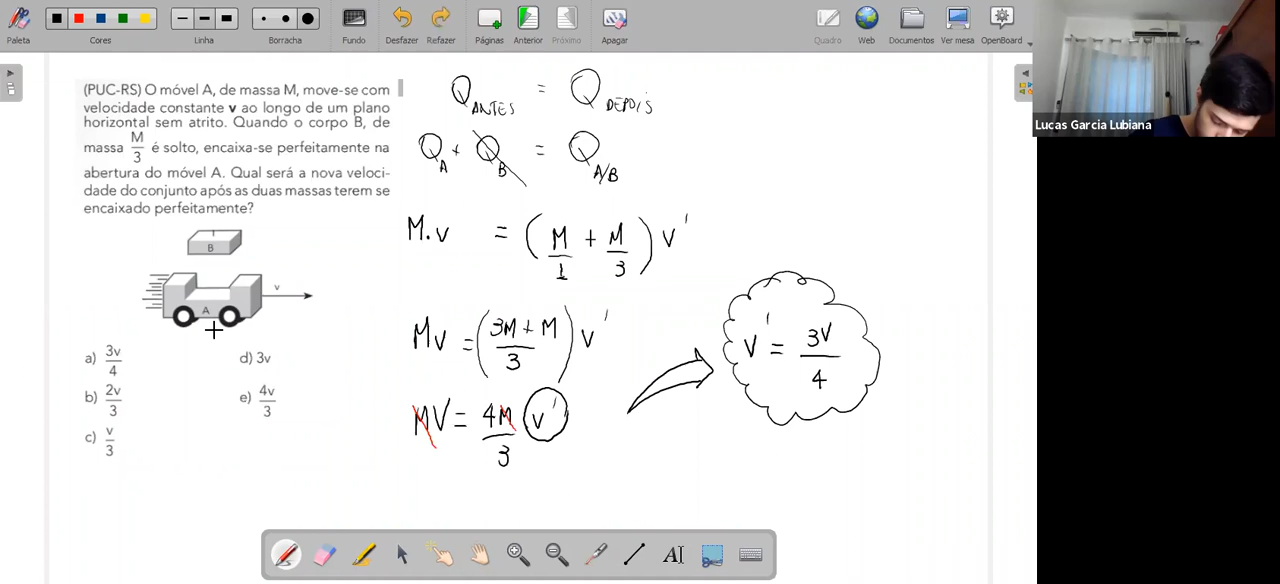 Paleta
Cores
Linha
Borracha
Fundo
Desfazer
Refazer
Páginas
Anterior
Próximo
Apagar
Quadro
Web
Documentos
Ver mesa
OpenBoard
Lucas Garcia Lubiana
(PUC-RS) O móvel A, de massa M, move-se com
velocidade constante v ao longo de um plano
horizontal sem atrito. Quando o corpo B, de
massa M/3 é solto, encaixa-se perfeitamente na
abertura do móvel A. Qual será a nova veloci-
dade do conjunto após as duas massas terem se
encaixado perfeitamente?
B
A
v
a) 3v/4
d) 3v
b) 2v/3
e) 4v/3
c) v/3
Q ANTES = Q DEPOIS
Q A + Q B = Q A/B
M.v = (M/1 + M/3) v'
Mv = (3M + M/3) v'
MV = 4M/3 v'
v' = 3V/4
AI